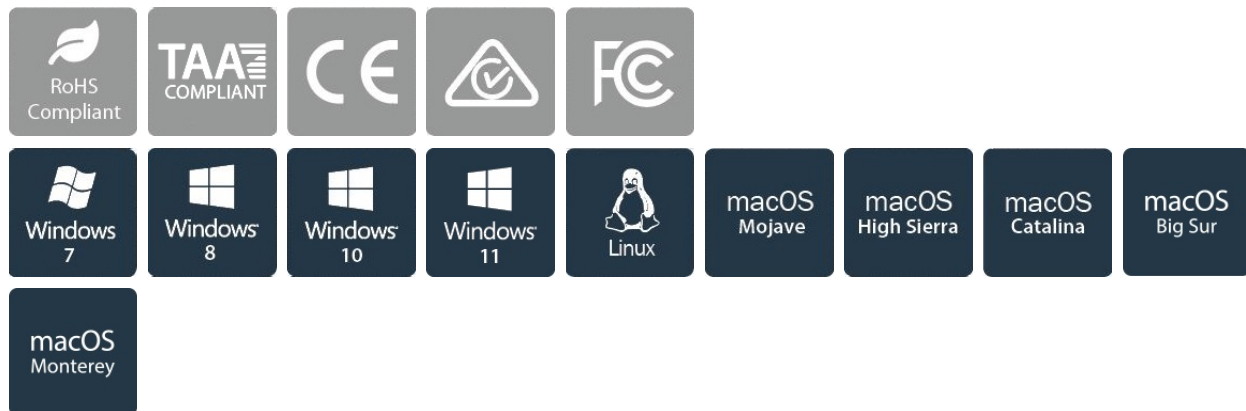 RoHS
Compliant
TAA
COMPLIANT
CE
FC
Windows
7
Windows
8
Windows
10
Windows
11
Linux
macOS
Mojave
macOS
High Sierra
macOS
Catalina
macOS
Big Sur
macOS
Monterey